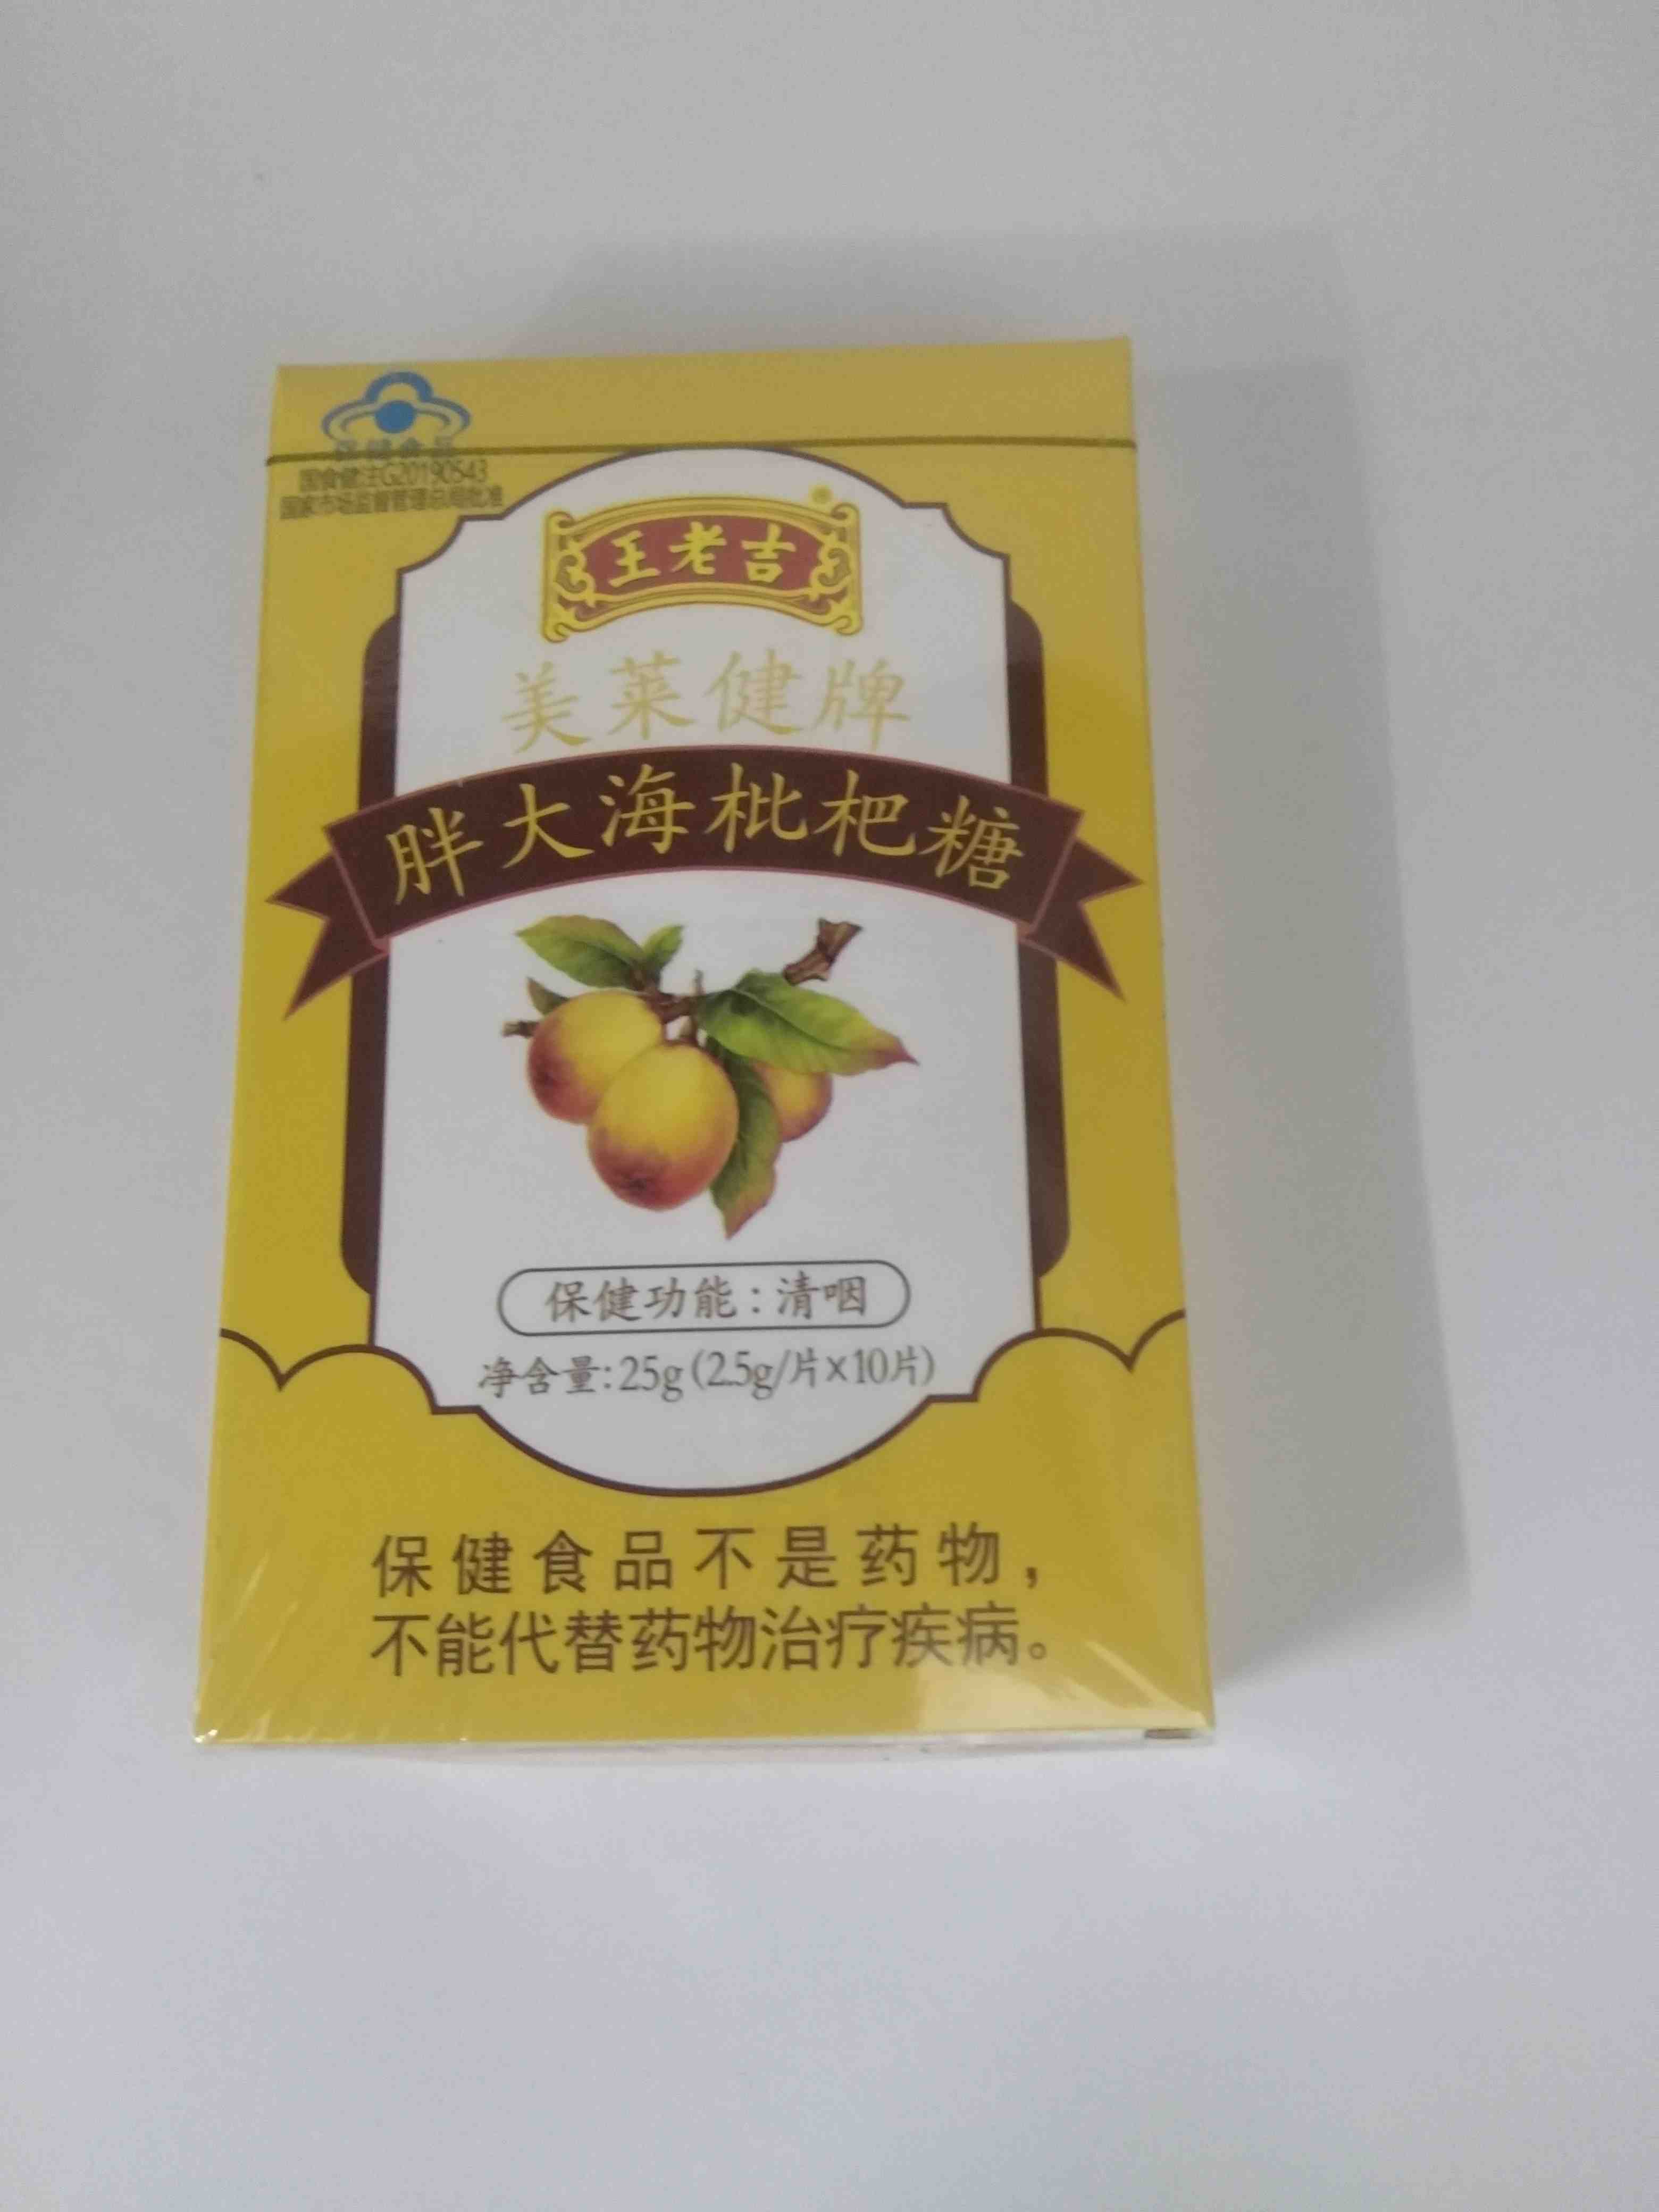 保健食品
国食健注G20190543
国家市场监督管理总局批准
王老吉®
美莱健牌
胖大海枇杷糖
保健功能：清咽
净含量：25g(2.5g/片×10片)
保健食品不是药物，
不能代替药物治疗疾病。